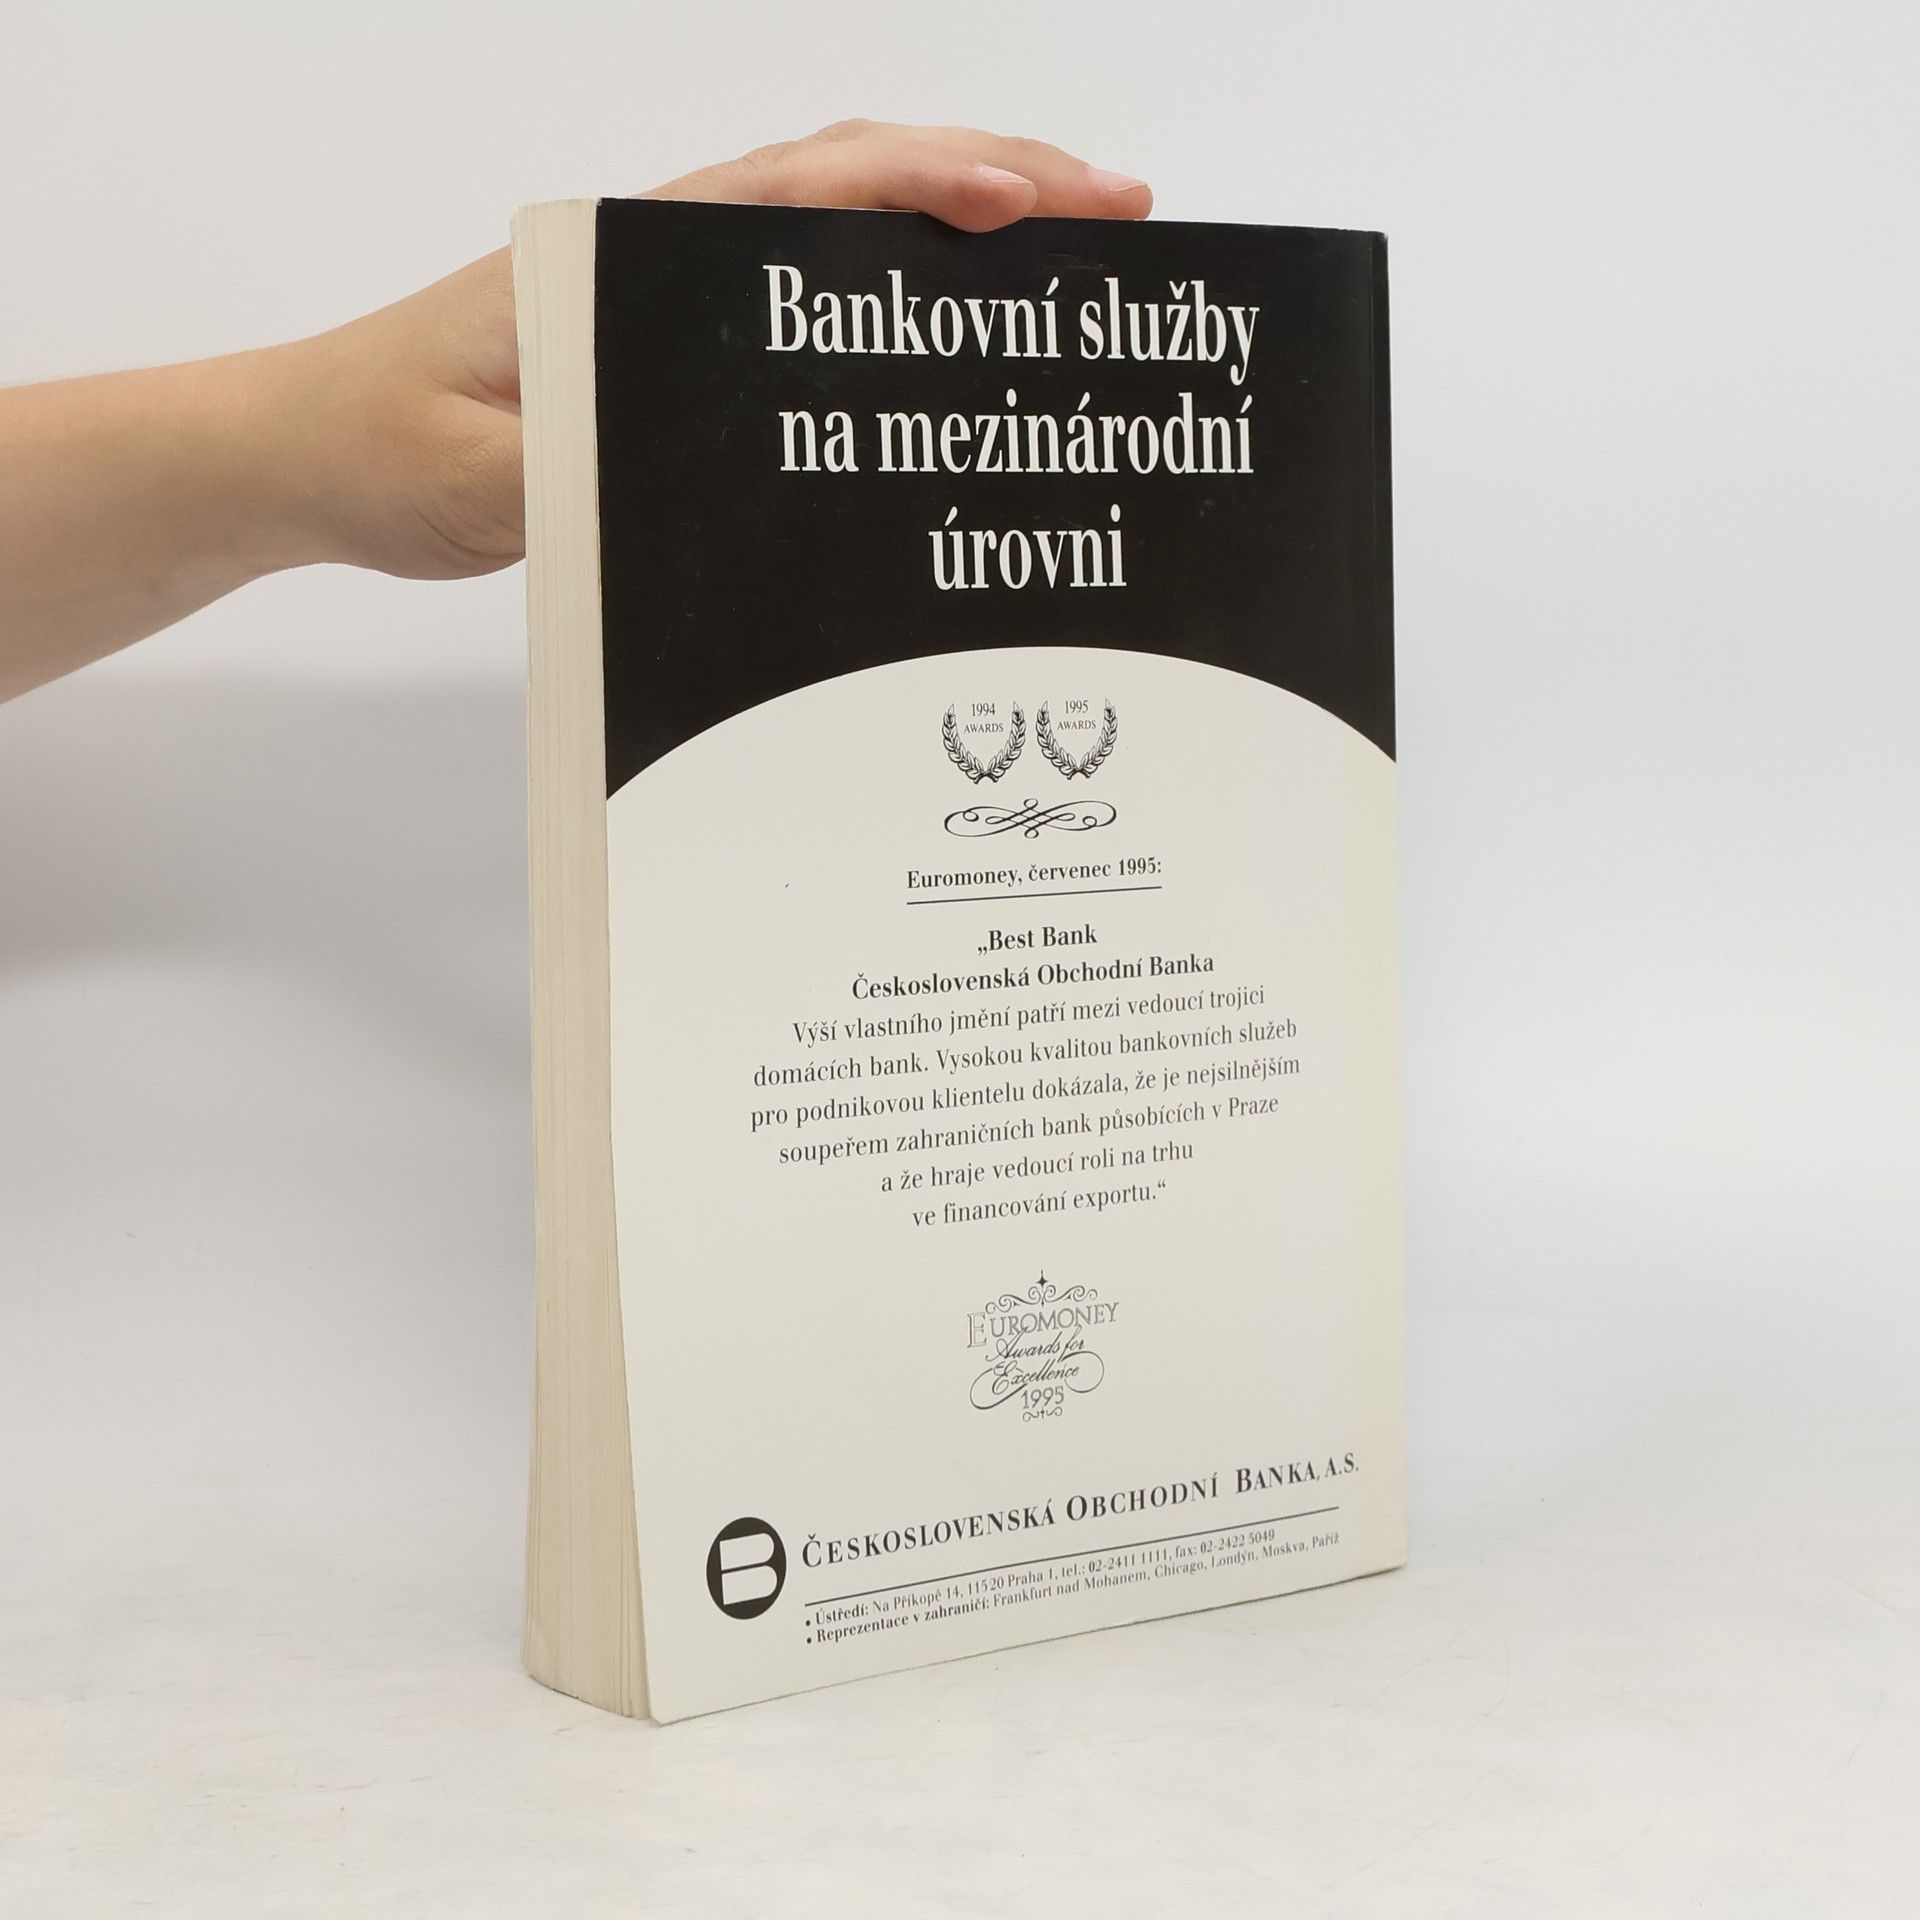 Bankovní služby
na mezinárodní
úrovni
1994
AWARDS
1995
AWARDS
Euromoney, červenec 1995:
„Best Bank
Československá Obchodní Banka
Výší vlastního jmění patří mezi vedoucí trojici
domácích bank. Vysokou kvalitou bankovních služeb
pro podnikovou klientelu dokázala, že je nejsilnějším
soupeřem zahraničních bank působících v Praze
a že hraje vedoucí roli na trhu
ve financování exportu.“
EUROMONEY
Awards for
Excellence
1995
ČESKOSLOVENSKÁ OBCHODNÍ BANKA, A.S.
• Ústředí: Na Příkopě 14, 115 20 Praha 1, tel.: 02-2411 1111, fax: 02-2422 5049
• Reprezentace v zahraničí: Frankfurt nad Mohanem, Chicago, Londýn, Moskva, Paříž